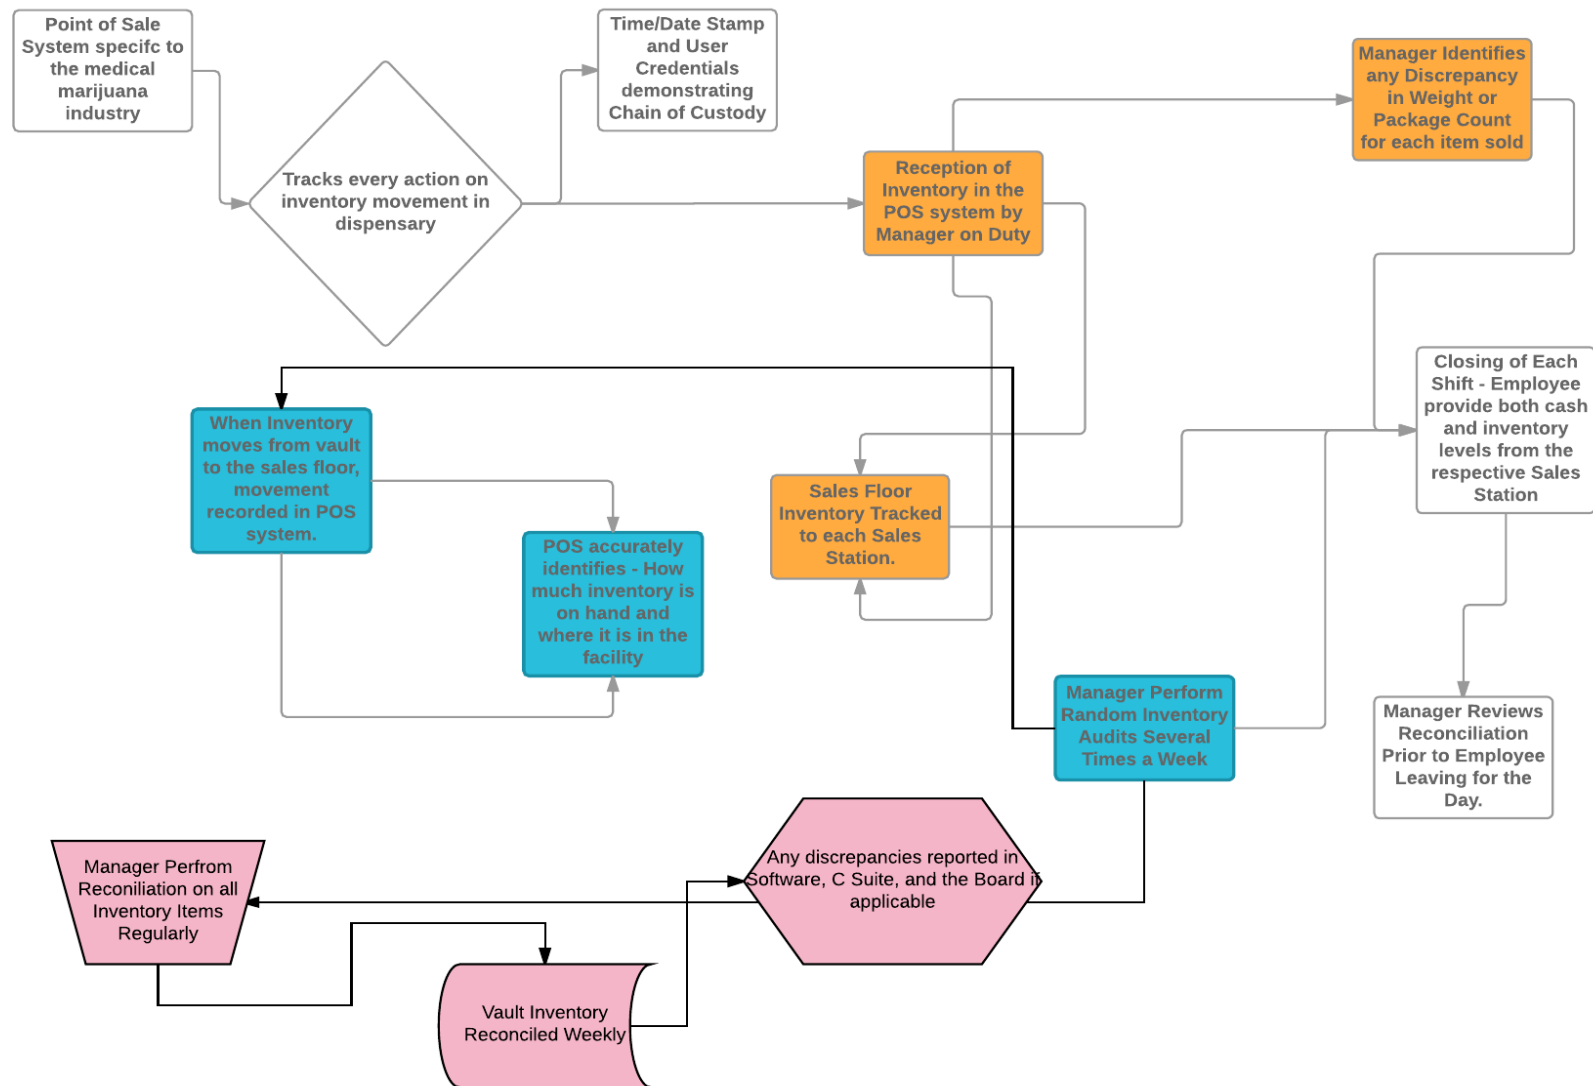 Point of Sale
System specifc to
the medical
marijuana
industry
Time/Date Stamp
and User
Credentials
demonstrating
Chain of Custody
Manager Identifies
any Discrepancy
in Weight or
Package Count
for each item sold
Tracks every action on
inventory movement in
dispensary
Reception of
Inventory in the
POS system by
Manager on Duty
When Inventory
moves from vault
to the sales floor,
movement
recorded in POS
system.
POS accurately
identifies - How
much inventory is
on hand and
where it is in the
facility
Sales Floor
Inventory Tracked
to each Sales
Station.
Closing of Each
Shift - Employee
provide both cash
and inventory
levels from the
respective Sales
Station
Manager Perform
Random Inventory
Audits Several
Times a Week
Manager Reviews
Reconciliation
Prior to Employee
Leaving for the
Day.
Manager Perfrom
Reconiliation on all
Inventory Items
Regularly
Any discrepancies reported in
Software, C Suite, and the Board if
applicable
Vault Inventory
Reconciled Weekly